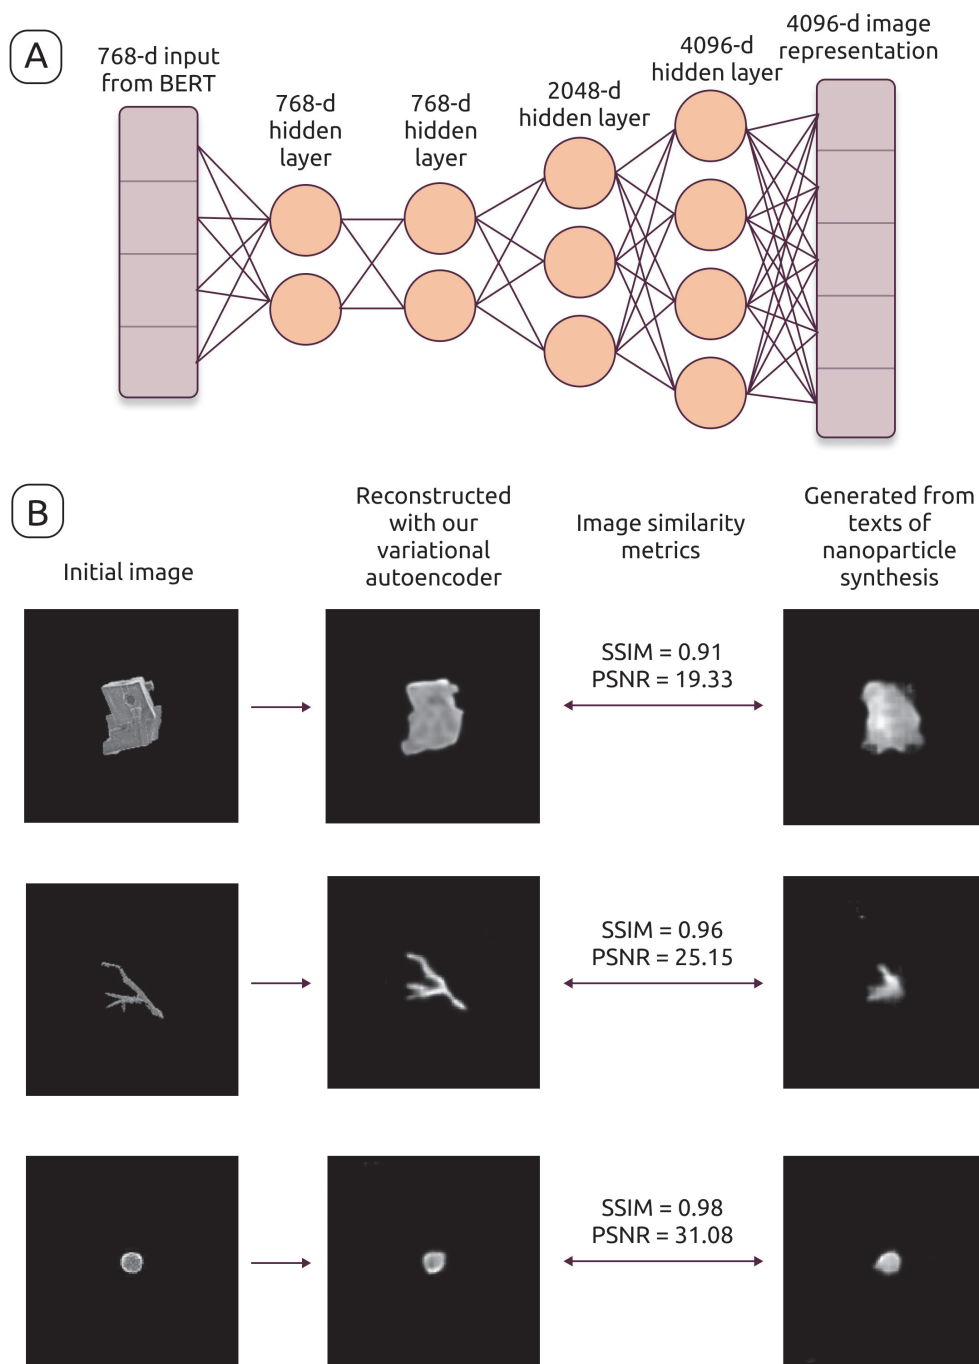 A
768-d input
from BERT
768-d
hidden
layer
768-d
hidden
layer
2048-d
hidden layer
4096-d
hidden layer
4096-d image
representation
B
Initial image
Reconstructed
with our
variational
autoencoder
Image similarity
metrics
Generated from
texts of
nanoparticle
synthesis
SSIM = 0.91
PSNR = 19.33
SSIM = 0.96
PSNR = 25.15
SSIM = 0.98
PSNR = 31.08